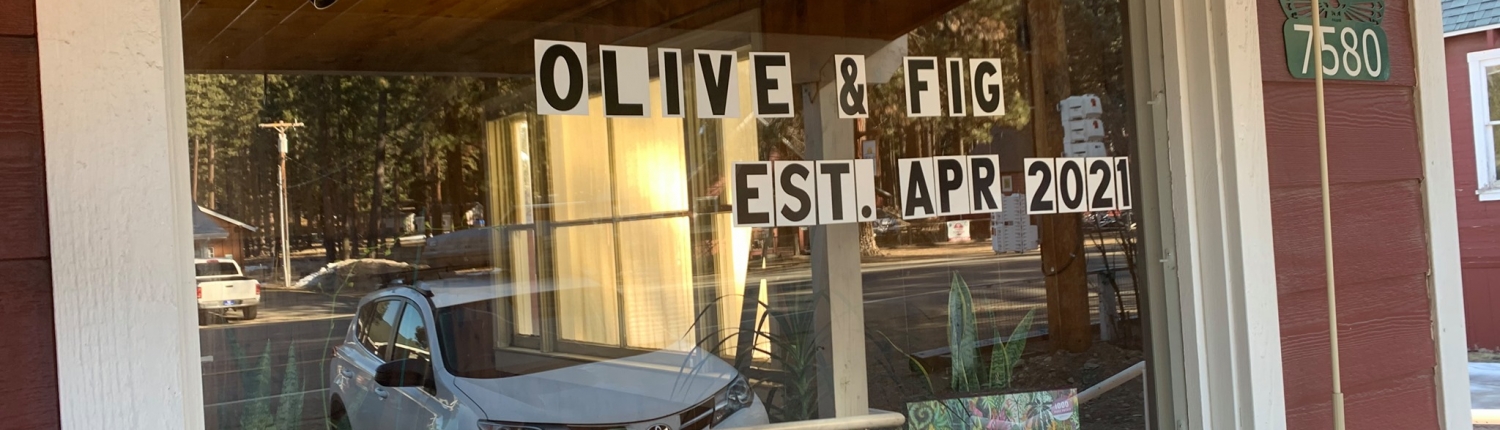 OLIVE & FIG
EST. APR 2021
7580